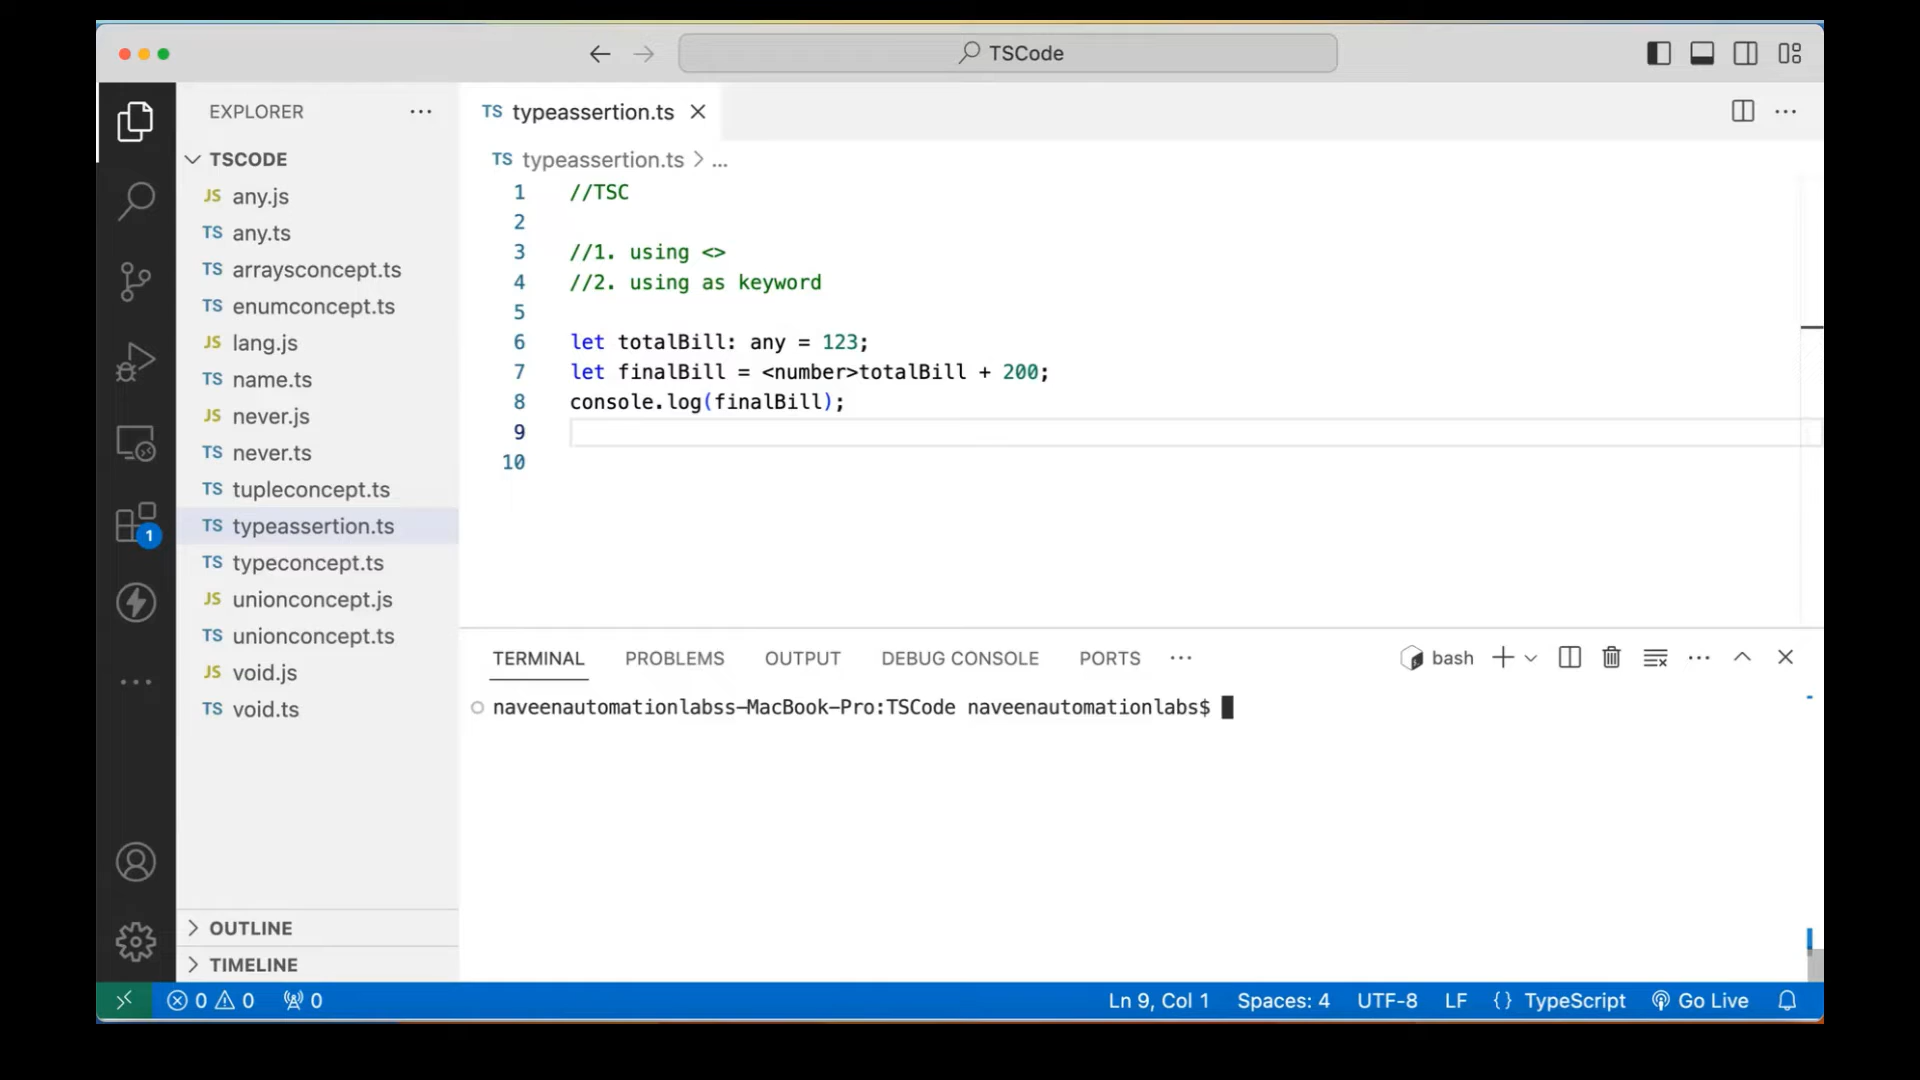 TSCode
EXPLORER
TSCODE
JS any.js
TS any.ts
TS arraysconcept.ts
TS enumconcept.ts
JS lang.js
TS name.ts
JS never.js
TS never.ts
TS tupleconcept.ts
TS typeassertion.ts
TS typeconcept.ts
JS unionconcept.js
TS unionconcept.ts
JS void.js
TS void.ts
OUTLINE
TIMELINE
1
TS typeassertion.ts
TS typeassertion.ts > ...
1 //TSC
2
3 //1. using <>
4 //2. using as keyword
5
6 let totalBill: any = 123;
7 let finalBill = <number>totalBill + 200;
8 console.log(finalBill);
9
10
TERMINAL PROBLEMS OUTPUT DEBUG CONSOLE PORTS ... bash
naveenautomationlabss-MacBook-Pro:TSCode naveenautomationlabs$
0 0 0 Ln 9, Col 1 Spaces: 4 UTF-8 LF {} TypeScript Go Live